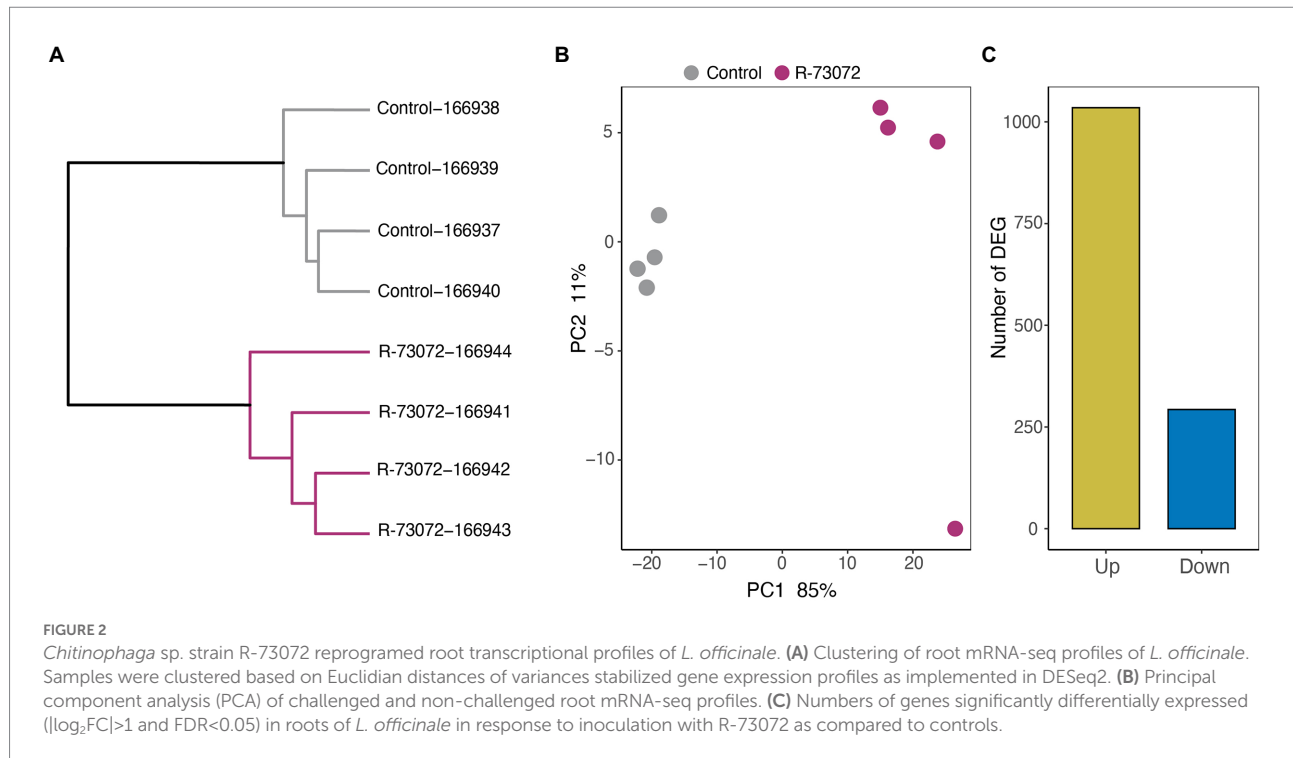 A
Control−166938
Control−166939
Control−166937
Control−166940
R-73072−166944
R-73072−166941
R-73072−166942
R-73072−166943
B
Control R-73072
5
0
−5
−10
PC2 11%
−20 −10 0 10 20
PC1 85%
C
1000
750
500
250
0
Number of DEG
Up Down
FIGURE 2
Chitinophaga sp. strain R-73072 reprogramed root transcriptional profiles of L. officinale. (A) Clustering of root mRNA-seq profiles of L. officinale.
Samples were clustered based on Euclidian distances of variances stabilized gene expression profiles as implemented in DESeq2. (B) Principal
component analysis (PCA) of challenged and non-challenged root mRNA-seq profiles. (C) Numbers of genes significantly differentially expressed
(|log₂FC|>1 and FDR<0.05) in roots of L. officinale in response to inoculation with R-73072 as compared to controls.